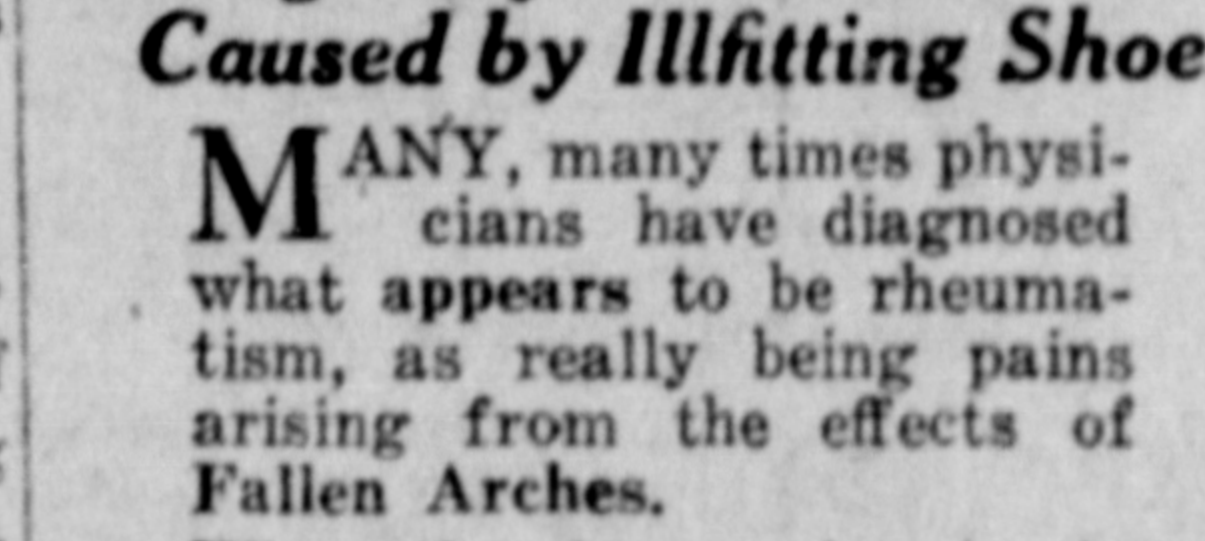 Caused by Illfitting Shoe
MANY, many times physi-
cians have diagnosed
what appears to be rheuma-
tism, as really being pains
arising from the effects of
Fallen Arches.